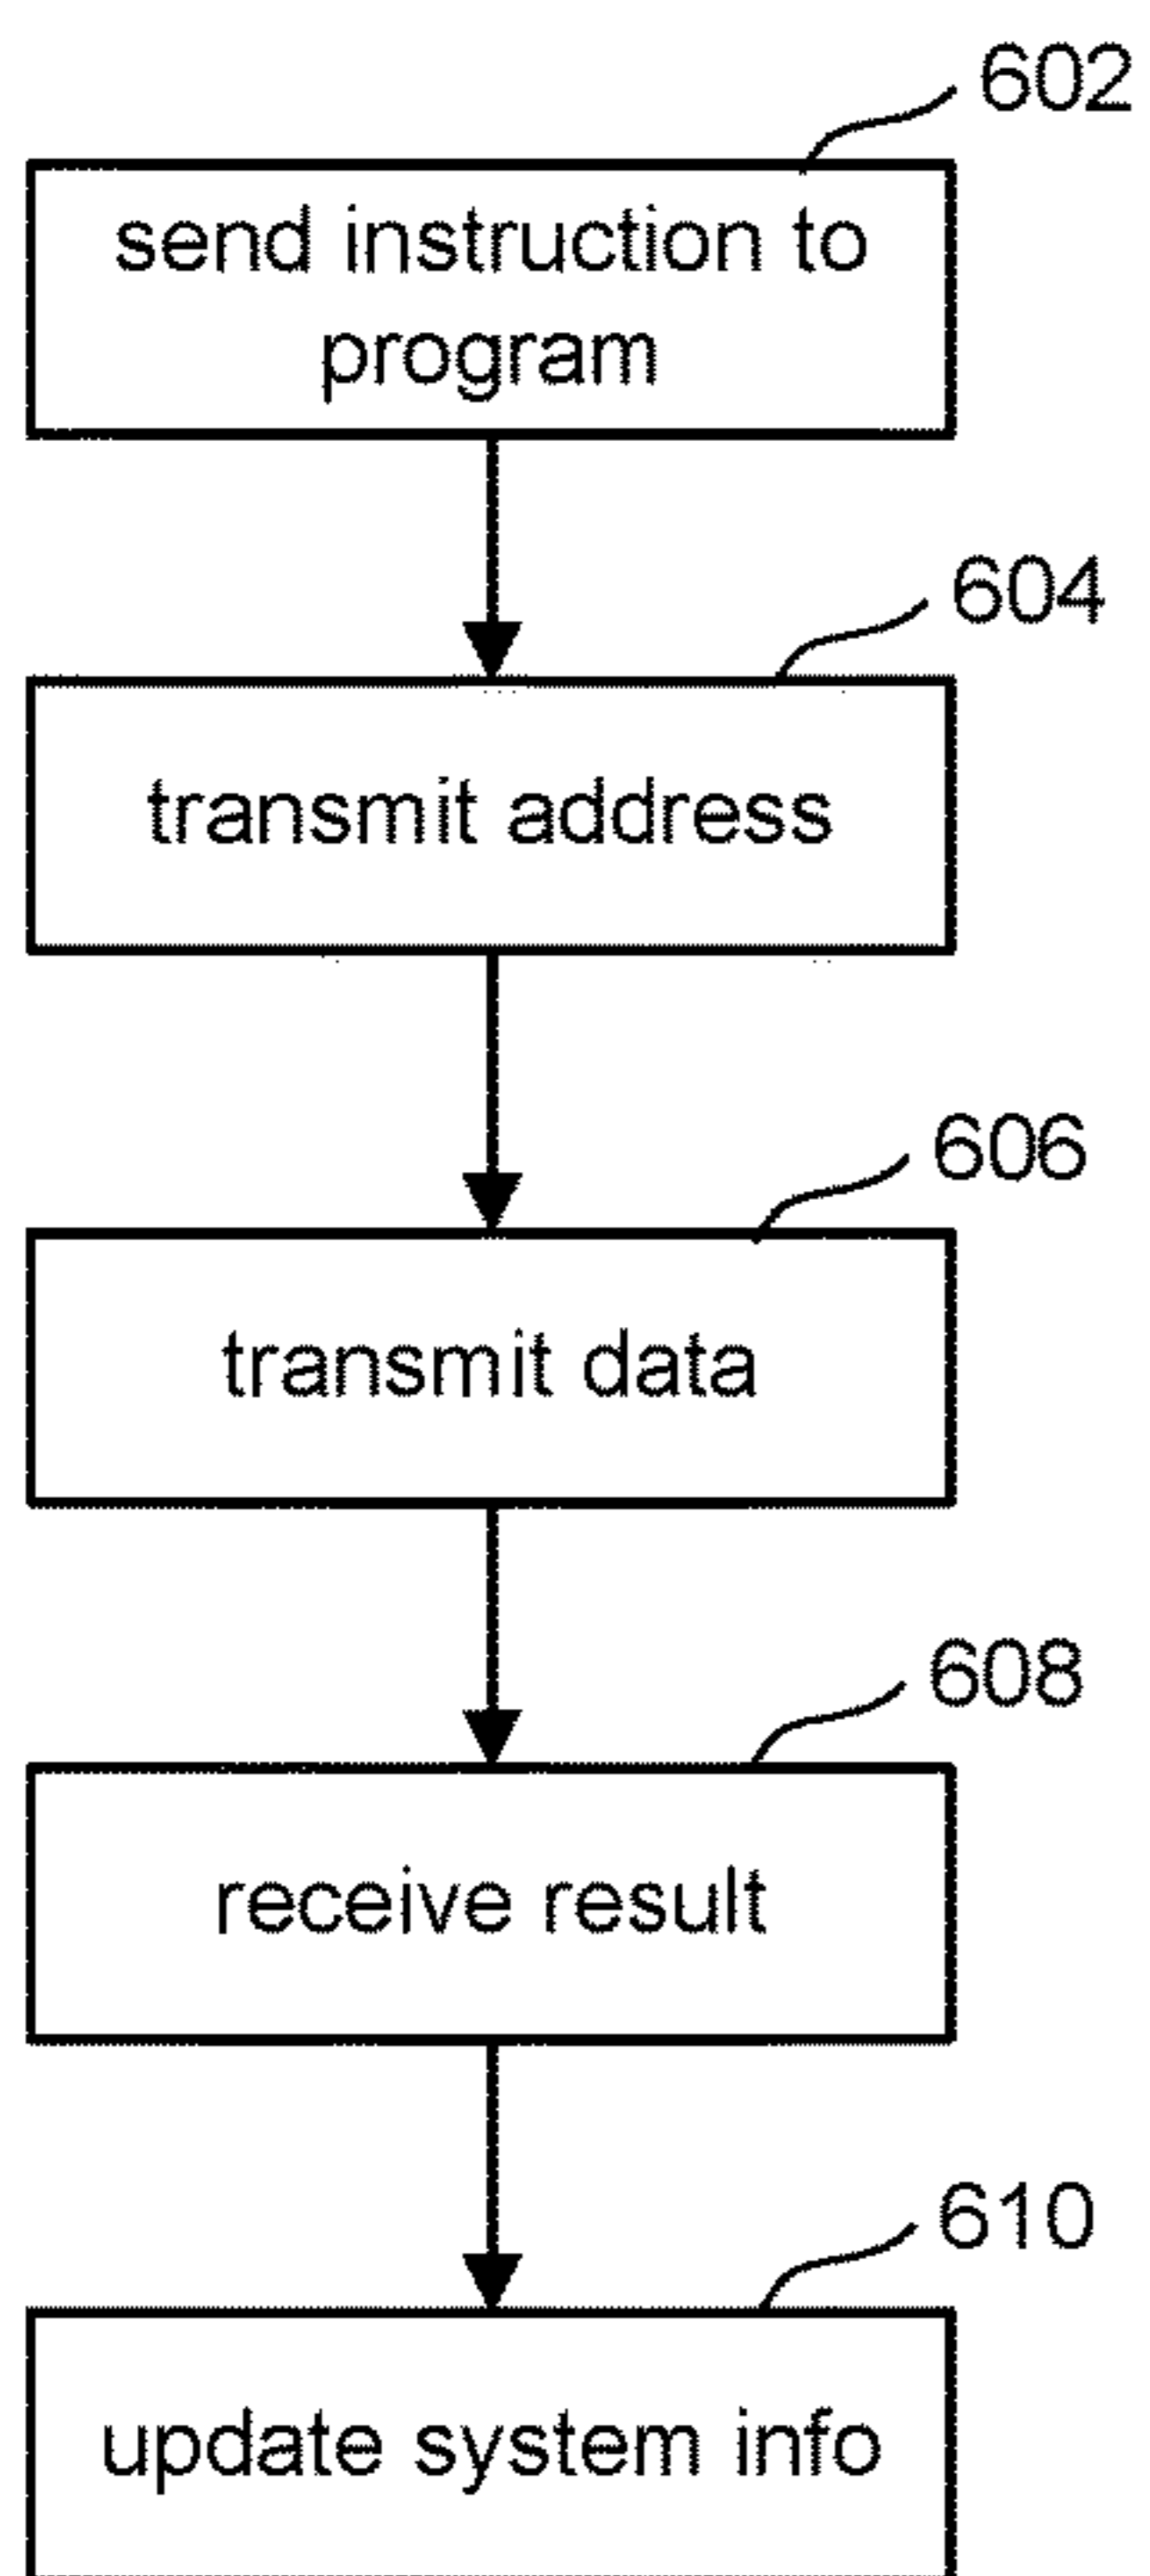 602
send instruction to
program
604
transmit address
606
transmit data
608
receive result
610
update system info